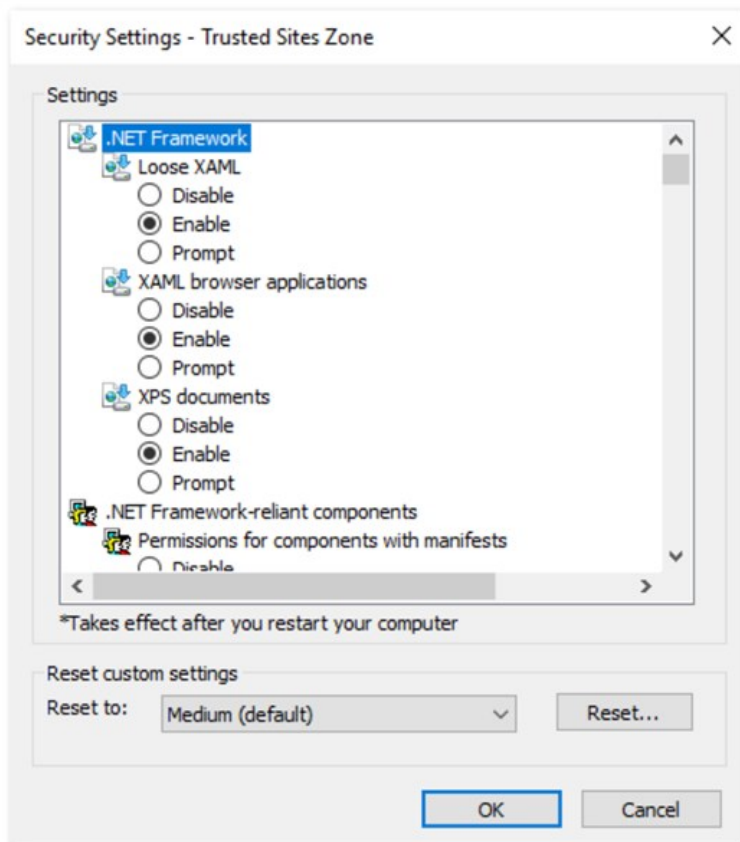 Security Settings - Trusted Sites Zone
Settings
.NET Framework
Loose XAML
Disable
Enable
Prompt
XAML browser applications
Disable
Enable
Prompt
XPS documents
Disable
Enable
Prompt
.NET Framework-reliant components
Permissions for components with manifests
Disable
*Takes effect after you restart your computer
Reset custom settings
Reset to: Medium (default) Reset...
OK Cancel